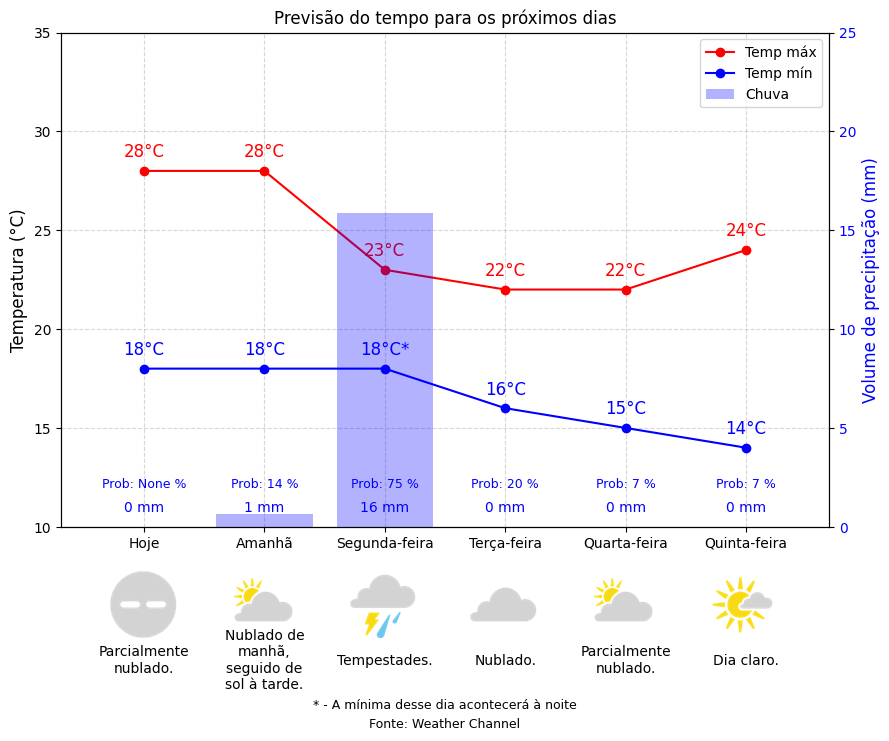 Previsão do tempo para os próximos dias
35
30
25
20
15
10
Temperatura (°C)
25
20
15
10
5
0
Volume de precipitação (mm)
Temp máx
Temp mín
Chuva
28°C 28°C 23°C 22°C 22°C 24°C
18°C 18°C 18°C* 16°C 15°C 14°C
Prob: None % Prob: 14 % Prob: 75 % Prob: 20 % Prob: 7 % Prob: 7 %
0 mm 1 mm 16 mm 0 mm 0 mm 0 mm
Hoje Amanhã Segunda-feira Terça-feira Quarta-feira Quinta-feira
Parcialmente
nublado.
Nublado de
manhã,
seguido de
sol à tarde.
Tempestades.
Nublado.
Parcialmente
nublado.
Dia claro.
* - A mínima desse dia acontecerá à noite
Fonte: Weather Channel